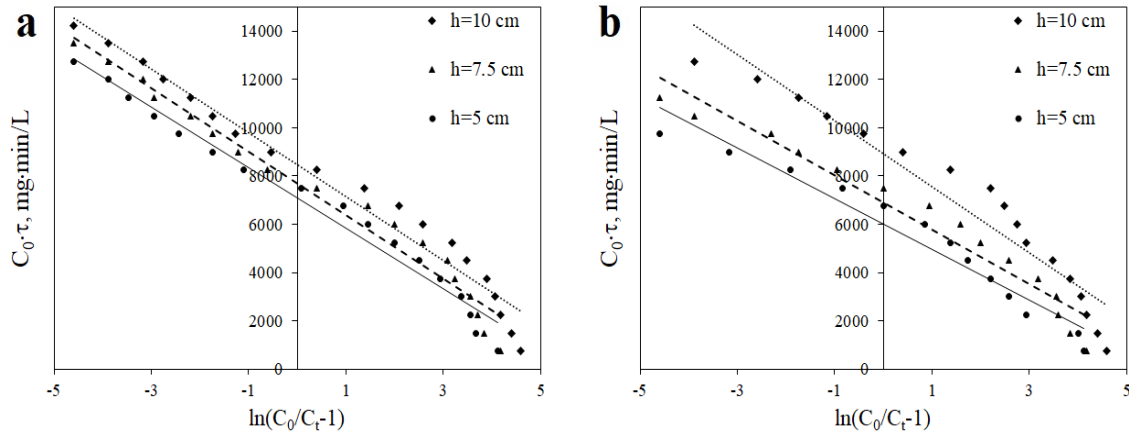 a
C₀·τ, mg·min/L
14000
12000
10000
8000
6000
4000
2000
0
-5
-3
-1
1
3
5
ln(C₀/Cₜ-1)
h=10 cm
h=7.5 cm
h=5 cm
b
C₀·τ, mg·min/L
14000
12000
10000
8000
6000
4000
2000
0
-5
-3
-1
1
3
5
ln(C₀/Cₜ-1)
h=10 cm
h=7.5 cm
h=5 cm